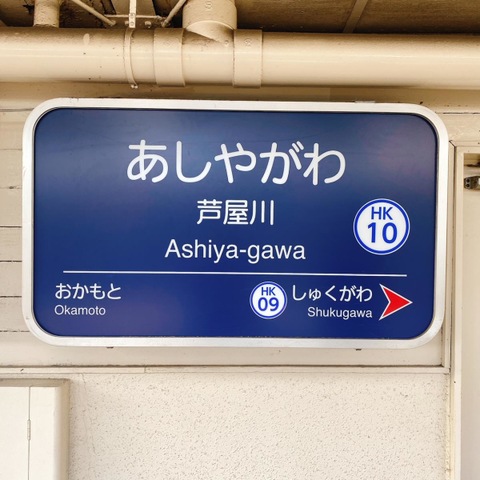 あしやがわ
芦屋川
Ashiya-gawa
HK
10
おかもと
Okamoto
HK
09
しゅくがわ
Shukugawa